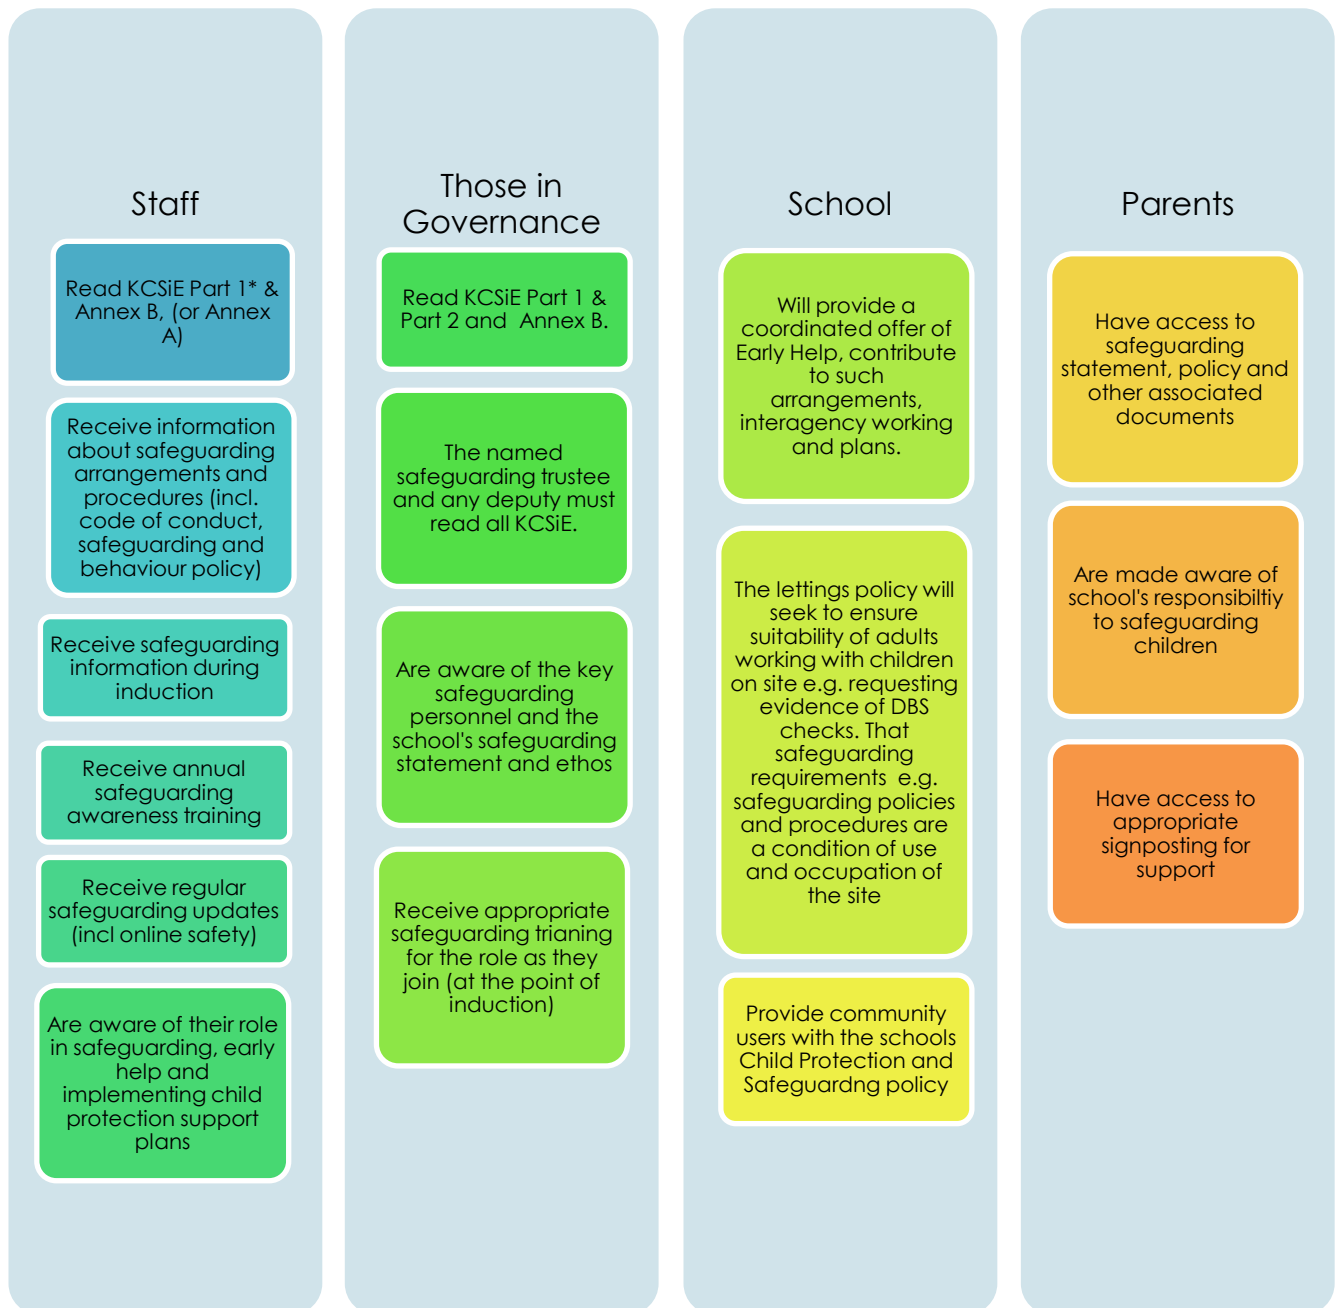 Staff
Read KCSiE Part 1* &
Annex B, (or Annex
A)
Receive information
about safeguarding
arrangements and
procedures (incl.
code of conduct,
safeguarding and
behaviour policy)
Receive safeguarding
information during
induction
Receive annual
safeguarding
awareness training
Receive regular
safeguarding updates
(incl online safety)
Are aware of their role
in safeguarding, early
help and
implementing child
protection support
plans
Those in
Governance
Read KCSiE Part 1 &
Part 2 and Annex B.
The named
safeguarding trustee
and any deputy must
read all KCSiE.
Are aware of the key
safeguarding
personnel and the
school's safeguarding
statement and ethos
Receive appropriate
safeguarding trianing
for the role as they
join (at the point of
induction)
School
Will provide a
coordinated offer of
Early Help, contribute
to such
arrangements,
interagency working
and plans.
The lettings policy will
seek to ensure
suitability of adults
working with children
on site e.g. requesting
evidence of DBS
checks. That
safeguarding
requirements e.g.
safeguarding policies
and procedures are
a condition of use
and occupation of
the site
Provide community
users with the schools
Child Protection and
Safeguardng policy
Parents
Have access to
safeguarding
statement, policy and
other associated
documents
Are made aware of
school's responsibiltiy
to safeguarding
children
Have access to
appropriate
signposting for
support